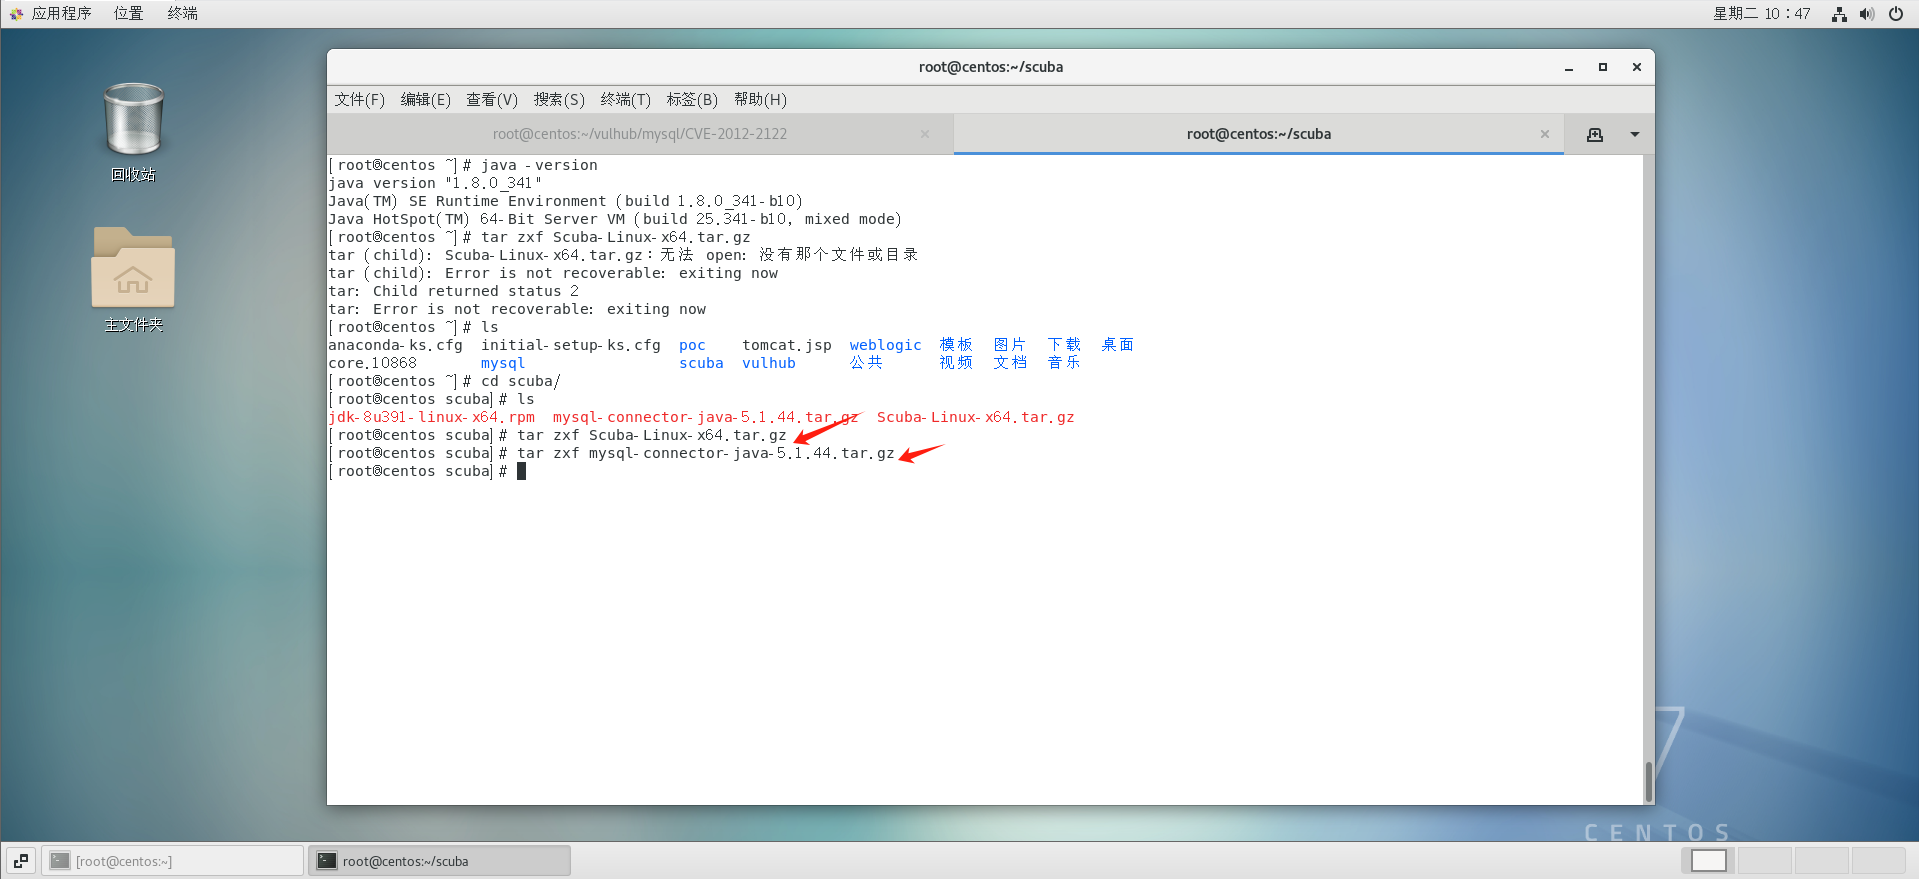 应用程序 位置 终端 星期二 10：47
回收站
主文件夹
root@centos:~/scuba
文件(F) 编辑(E) 查看(V) 搜索(S) 终端(T) 标签(B) 帮助(H)
root@centos:~/vulhub/mysql/CVE-2012-2122 root@centos:~/scuba
[root@centos ~]# java -version
java version "1.8.0_341"
Java(TM) SE Runtime Environment (build 1.8.0_341-b10)
Java HotSpot(TM) 64-Bit Server VM (build 25.341-b10, mixed mode)
[root@centos ~]# tar zxf Scuba-Linux-x64.tar.gz
tar (child): Scuba-Linux-x64.tar.gz：无法 open: 没有那个文件或目录
tar (child): Error is not recoverable: exiting now
tar: Child returned status 2
tar: Error is not recoverable: exiting now
[root@centos ~]# ls
anaconda-ks.cfg initial-setup-ks.cfg poc tomcat.jsp weblogic 模板 图片 下载 桌面
core.10868 mysql scuba vulhub 公共 视频 文档 音乐
[root@centos ~]# cd scuba/
[root@centos scuba]# ls
jdk-8u391-linux-x64.rpm mysql-connector-java-5.1.44.tar.gz Scuba-Linux-x64.tar.gz
[root@centos scuba]# tar zxf Scuba-Linux-x64.tar.gz
[root@centos scuba]# tar zxf mysql-connector-java-5.1.44.tar.gz
[root@centos scuba]#
7
CENTOS
[root@centos:~] root@centos:~/scuba